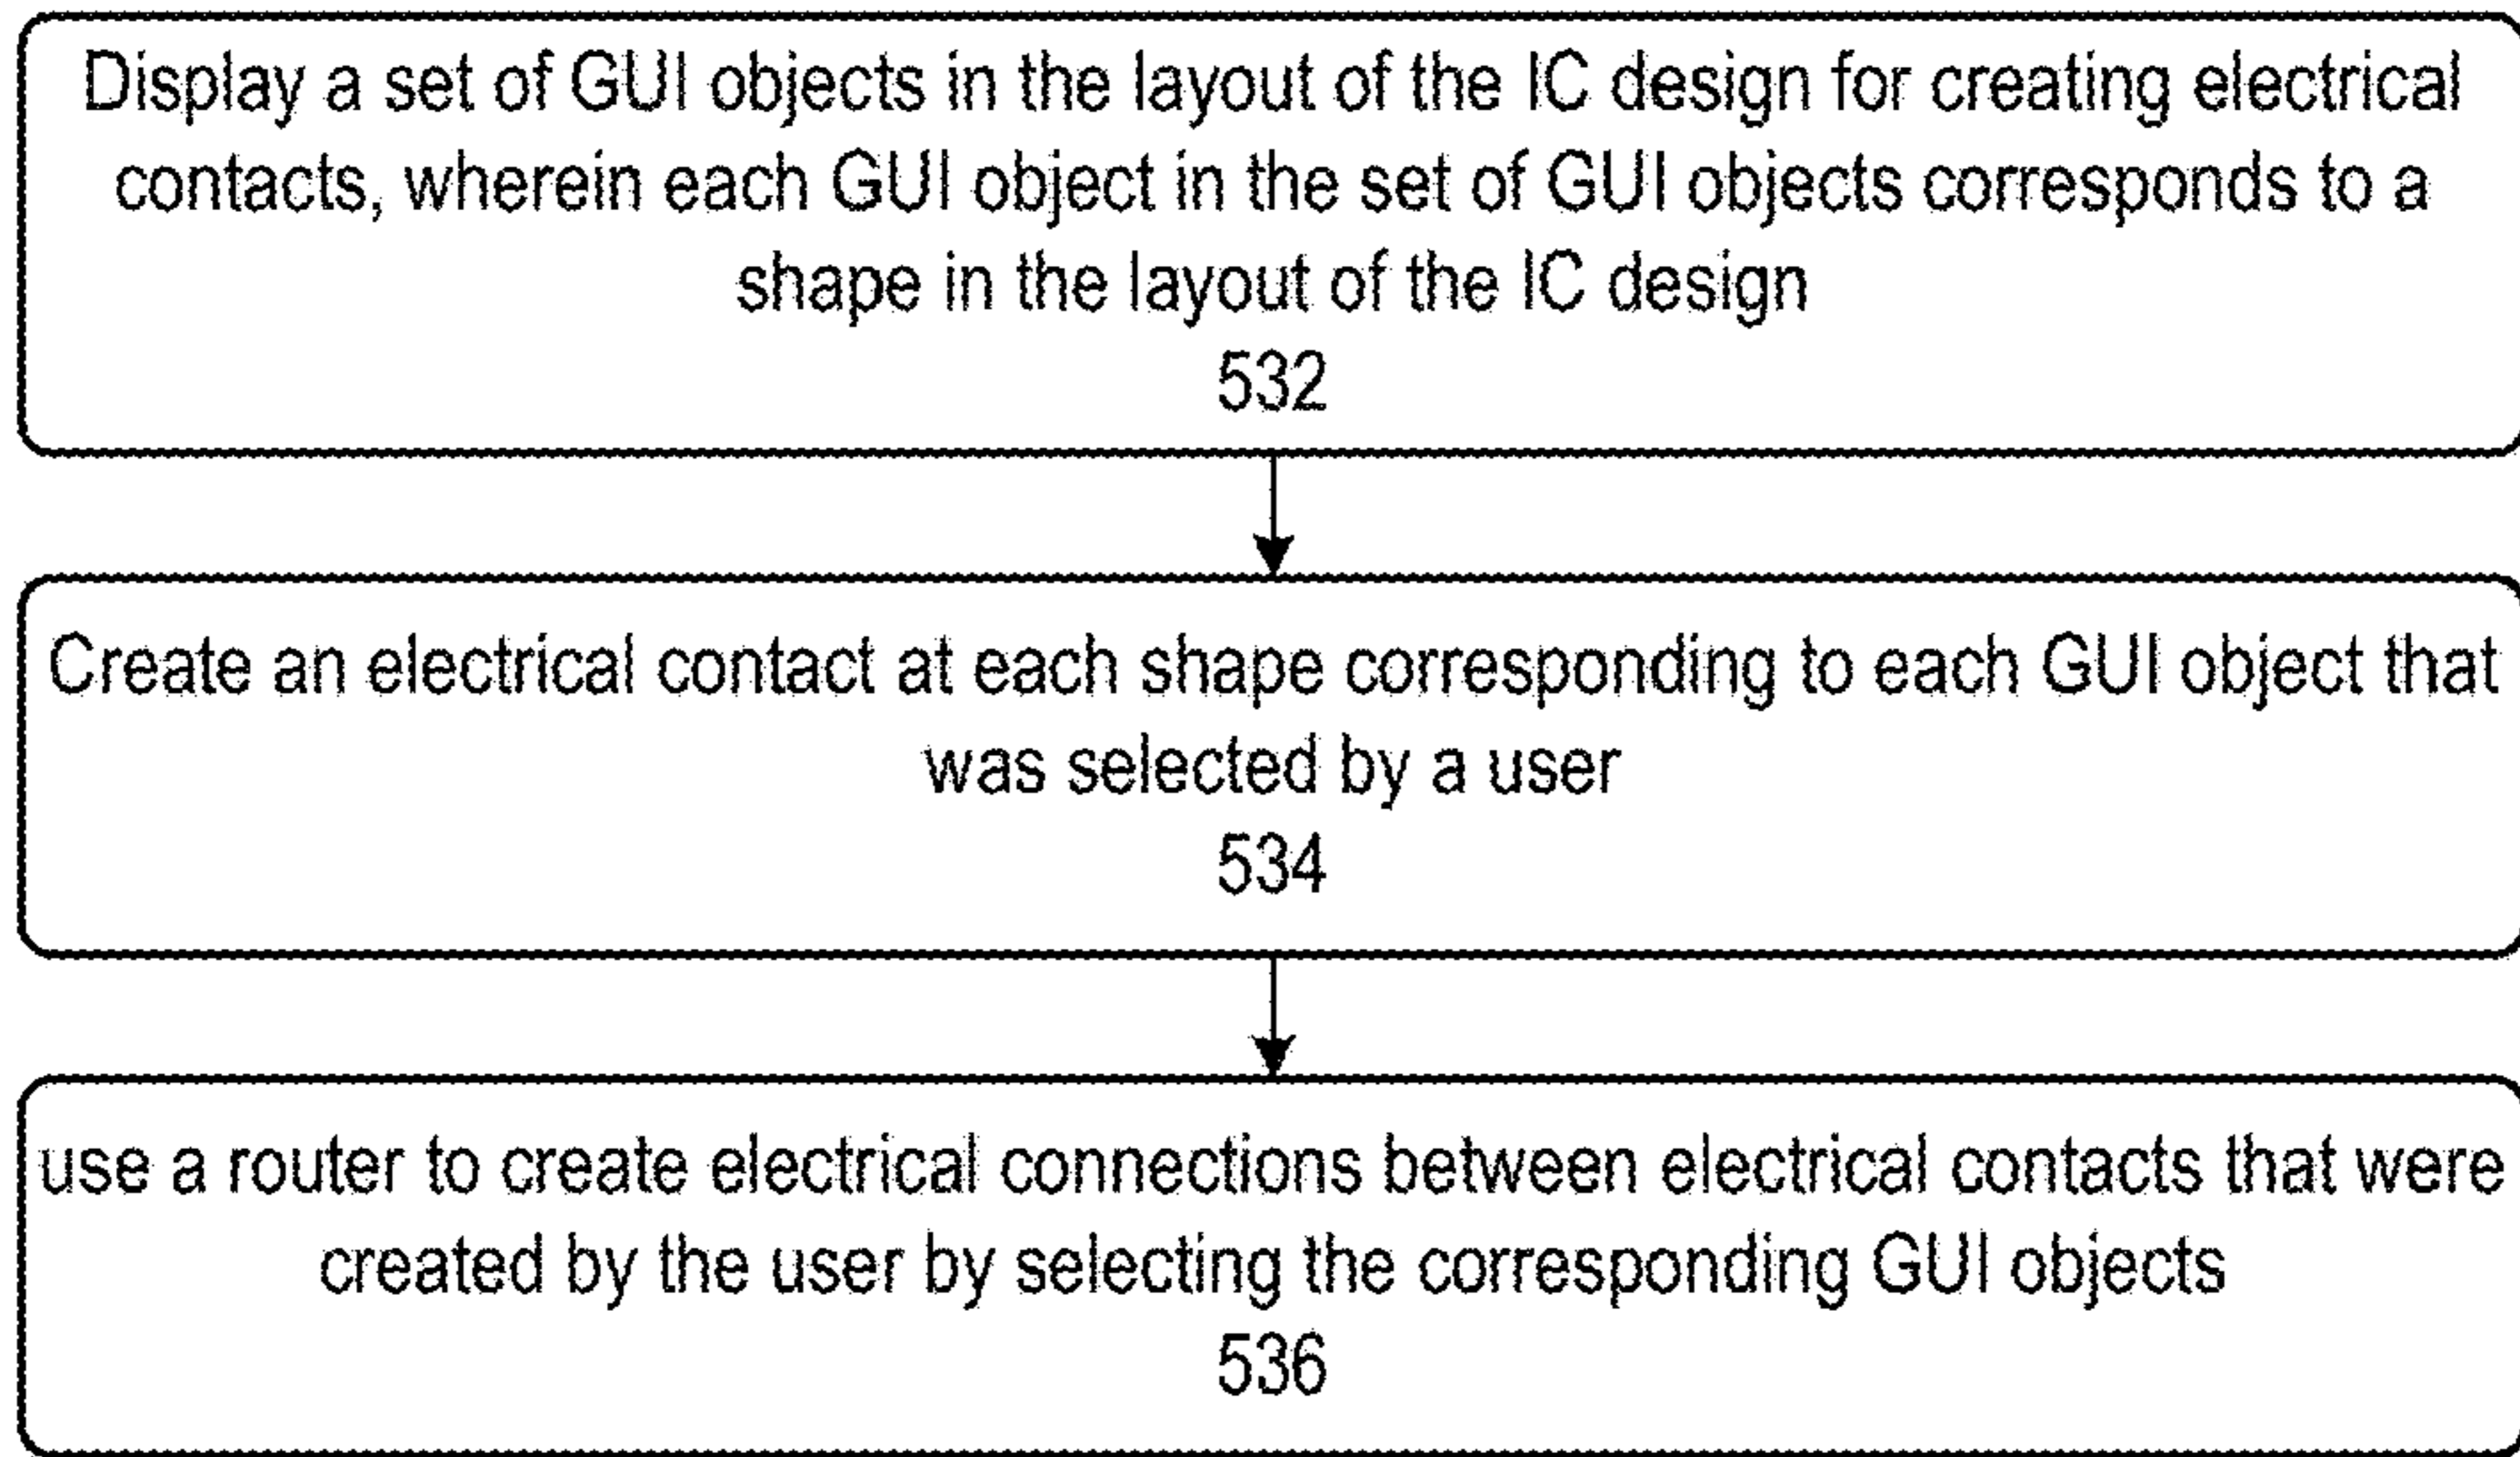 Display a set of GUI objects in the layout of the IC design for creating electrical
contacts, wherein each GUI object in the set of GUI objects corresponds to a
shape in the layout of the IC design
532
Create an electrical contact at each shape corresponding to each GUI object that
was selected by a user
534
use a router to create electrical connections between electrical contacts that were
created by the user by selecting the corresponding GUI objects
536